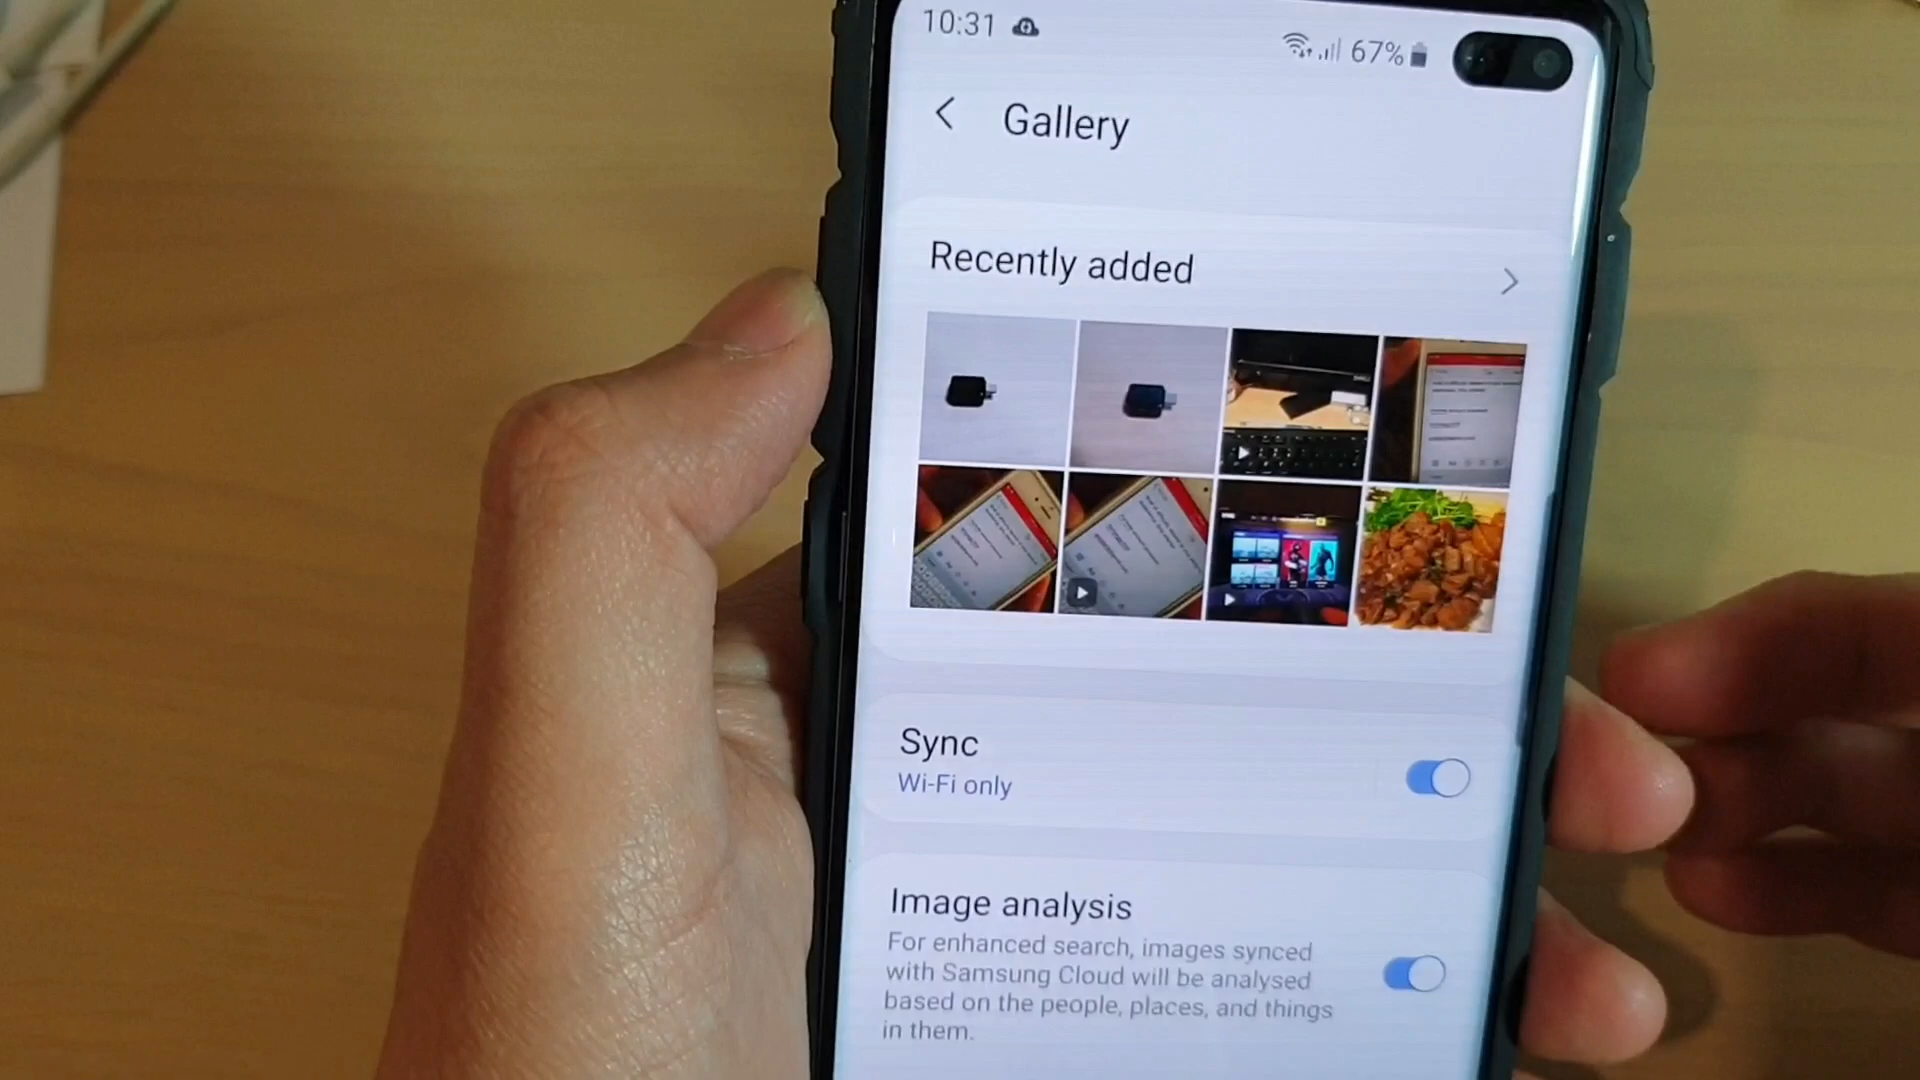 10:31
67%
Gallery
Recently added
Sync
Wi-Fi only
Image analysis
For enhanced search, images synced
with Samsung Cloud will be analysed
based on the people, places, and things
in them.